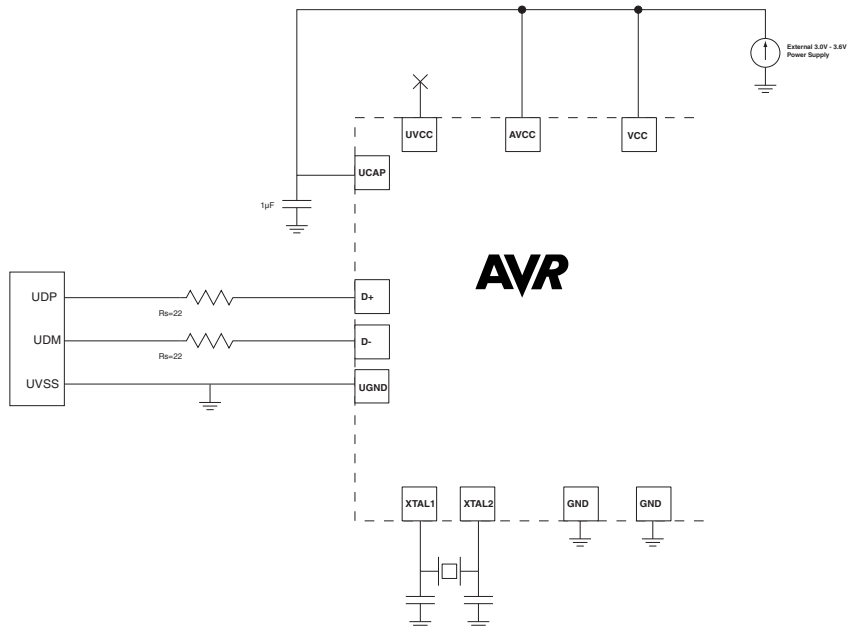 External 3.0V - 3.6V
Power Supply
UVCC
AVCC
VCC
UCAP
1µF
AVR
UDP
Rs=22
D+
UDM
Rs=22
D-
UVSS
UGND
XTAL1
XTAL2
GND
GND